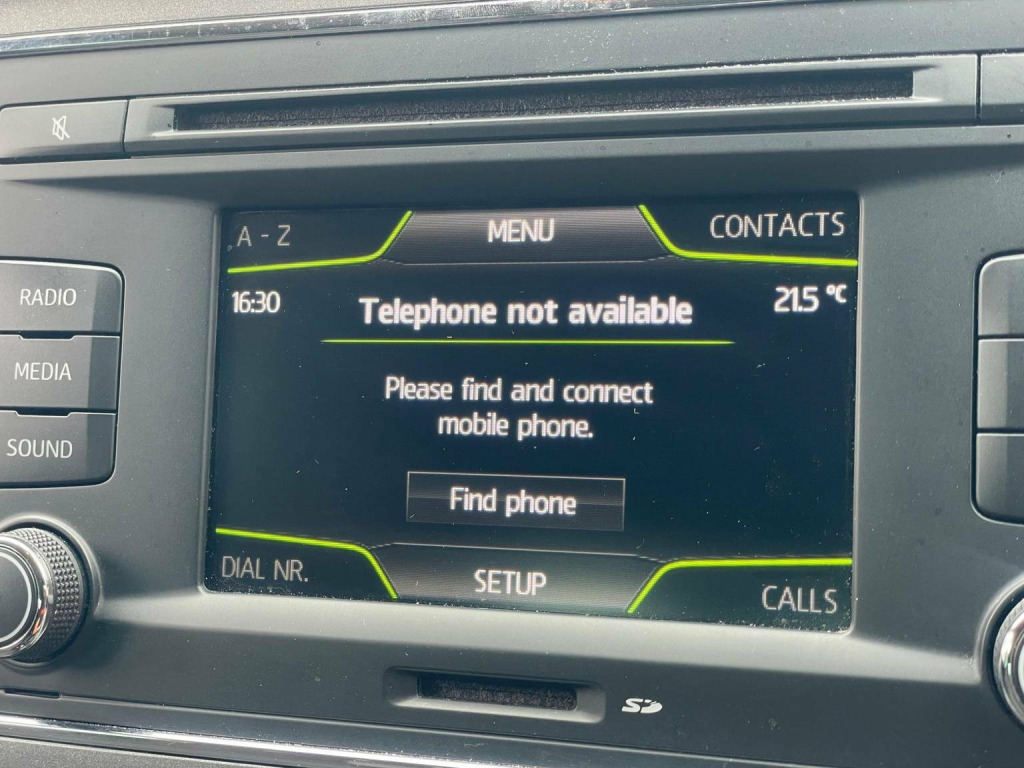 A - Z
MENU
CONTACTS
16:30
Telephone not available
21.5 °C
RADIO
MEDIA
SOUND
Please find and connect
mobile phone.
Find phone
DIAL NR.
SETUP
CALLS
SD